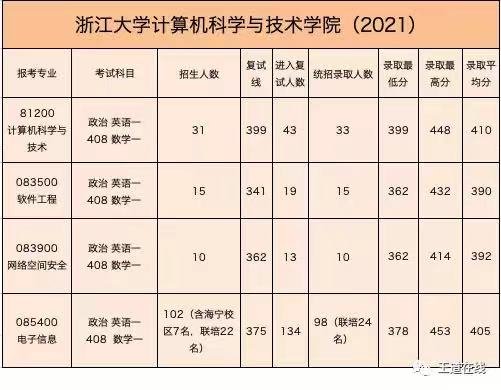 浙江大学计算机科学与技术学院（2021）
报考专业 考试科目 招生人数 复试线 进入复试人数 统招录取人数 录取最低分 录取最高分 录取平均分
81200 计算机科学与技术 政治 英语一 408 数学一 31 399 43 33 399 448 410
083500 软件工程 政治 英语一 408 数学一 15 341 19 15 362 432 390
083900 网络空间安全 政治 英语一 408 数学一 10 362 13 10 362 414 392
085400 电子信息 政治 英语一 408 数学一 102（含海宁校区7名，联培22名） 375 134 98（联培24名） 378 453 405
王道在线